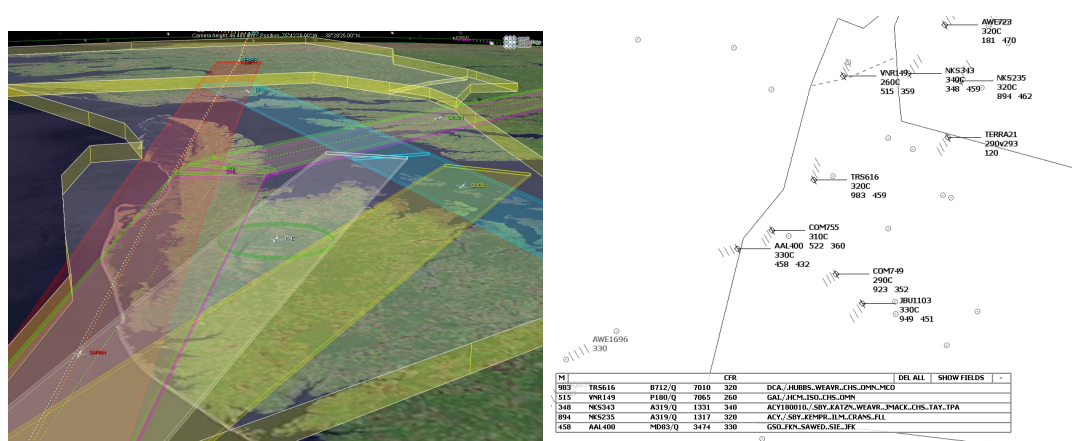 Camera height: 46,485
SARAH
AWE723
320C
181 470
VNR149
260C
515 359
NKS343
340C
348 459
NKS235
320C
894 462
TERRA21
290v293
120
TRS616
320C
983 459
COM755
310C
522 360
AAL400
330C
458 432
COM749
290C
923 352
JBU1103
330C
949 451
AWE1696
330
M CFR DEL ALL SHOW FIELDS -
983 TRS616 B712/Q 7010 320 DCA./.HUBBS..WEAVR..CHS..OMN..MCO
515 VNR149 P180/Q 7065 260 GAI./.HCM..ISO..CHS..OMN
348 NKS343 A319/Q 1331 340 ACY180010./.SBY..KATZN..WEAVR..JMACK..CHS..TAY..TPA
894 NKS235 A319/Q 1317 320 ACY./.SBY..KEMPR..ILM..CRANS..FLL
458 AAL400 MD83/Q 3474 330 GSO..FKN..SAWED..SIE..JFK